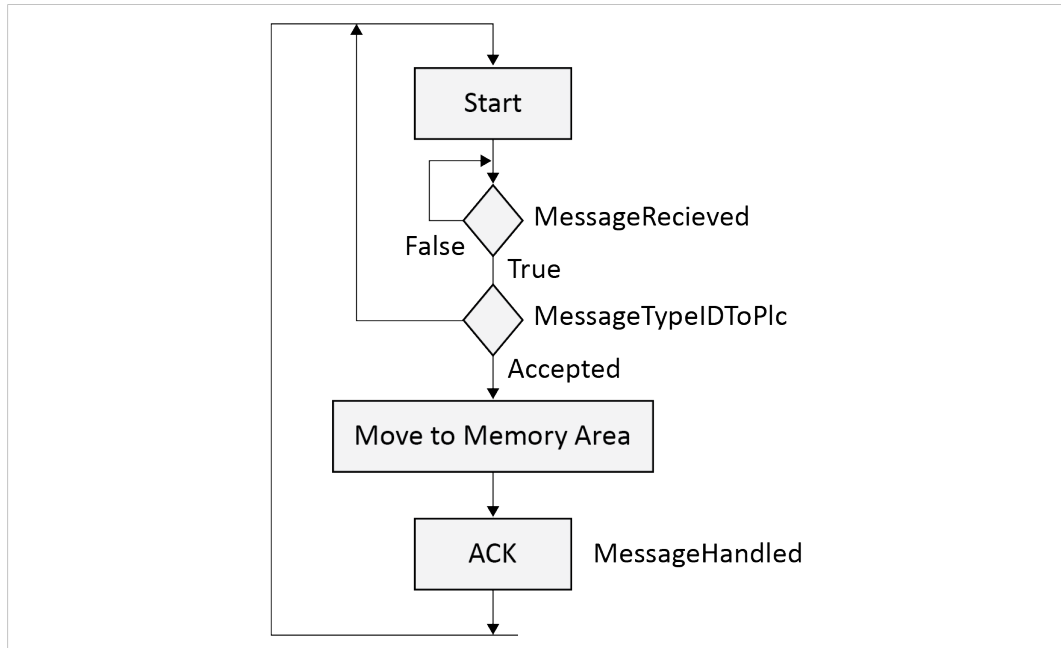 Start
MessageRecieved
False
True
MessageTypeIDToPlc
Accepted
Move to Memory Area
ACK
MessageHandled